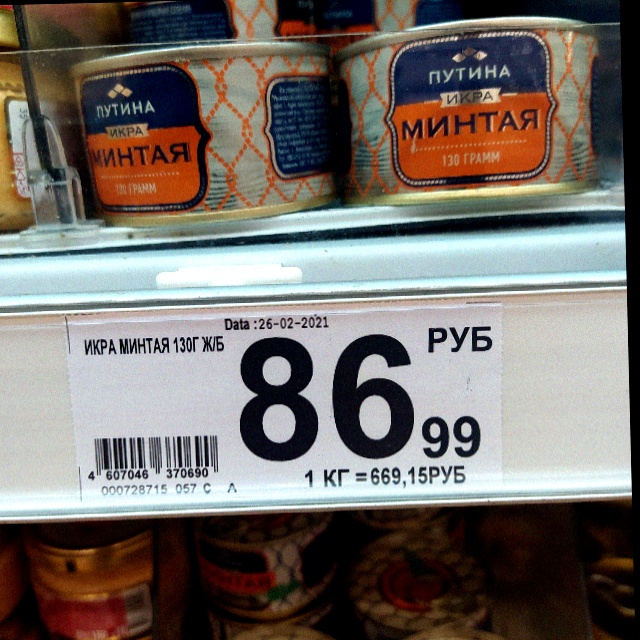 ПУТИНА
ИКРА
МИНТАЯ
130 ГРАММ
ПУТИНА
ИКРА
МИНТАЯ
130 ГРАММ
Data :26-02-2021
ИКРА МИНТАЯ 130Г Ж/Б
РУБ
86
99
4 607046 370690
1 КГ =669,15РУБ
000728715 057 С Л